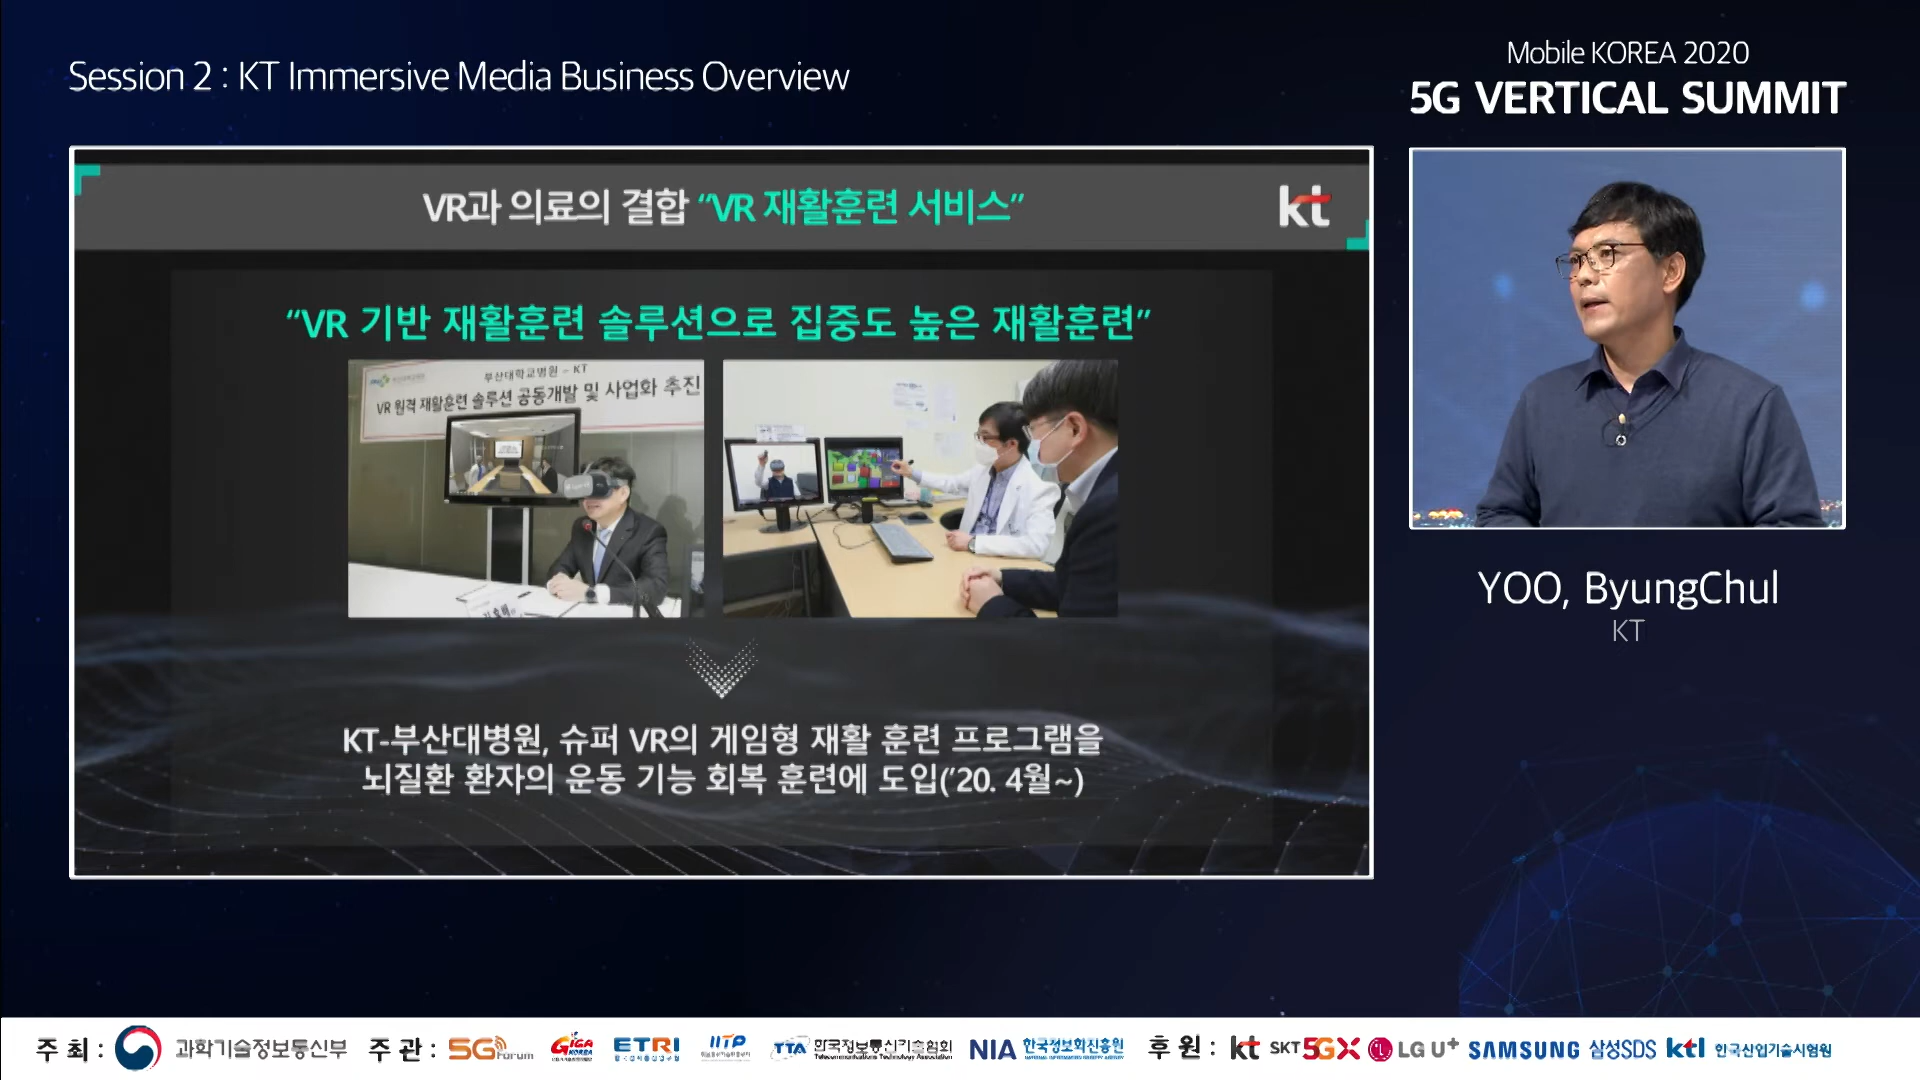 Session 2 : KT Immersive Media Business Overview
Mobile KOREA 2020
5G VERTICAL SUMMIT
VR과 의료의 결합 “VR 재활훈련 서비스”
kt
“VR 기반 재활훈련 솔루션으로 집중도 높은 재활훈련”
부산대학교병원 – KT
VR 원격 재활훈련 솔루션 공동개발 및 사업화 추진
KT-부산대병원, 슈퍼 VR의 게임형 재활 훈련 프로그램을
뇌질환 환자의 운동 기능 회복 훈련에 도입(’20. 4월~)
YOO, ByungChul
KT
주 최 : 과학기술정보통신부 주 관 : 5G Forum GiGA KOREA ETRI IITP TTA 한국정보통신기술협회 Telecommunications Technology Association NIA 한국정보화진흥원 후 원 : kt SKT 5GX LG U+ SAMSUNG 삼성SDS ktl 한국산업기술시험원